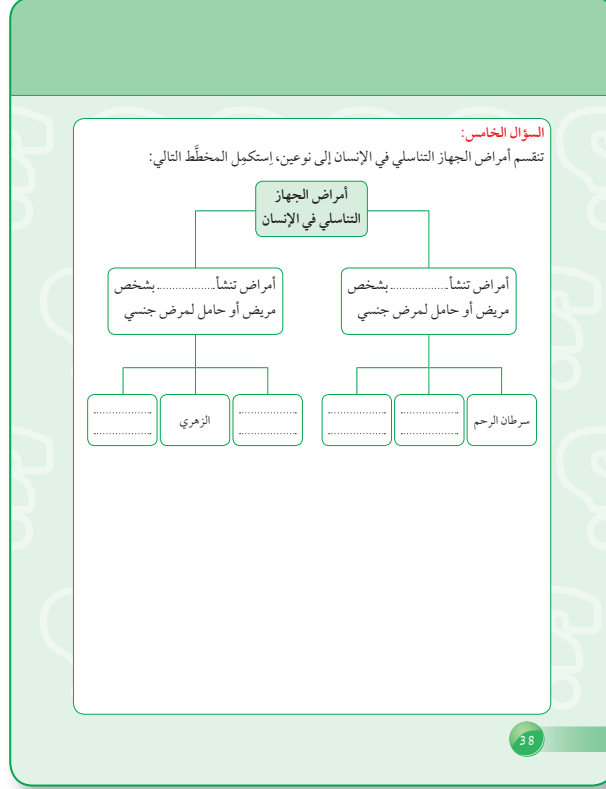 السؤال الخامس:
تنقسم أمراض الجهاز التناسلي في الإنسان إلى نوعين، إستكمِل المخطَّط التالي:
أمراض الجهاز
التناسلي في الإنسان
أمراض تنشأ.................. بشخص
مريض أو حامل لمرض جنسي
أمراض تنشأ.................. بشخص
مريض أو حامل لمرض جنسي
سرطان الرحم
..................
..................
..................
..................
..................
..................
الزهري
..................
..................
38